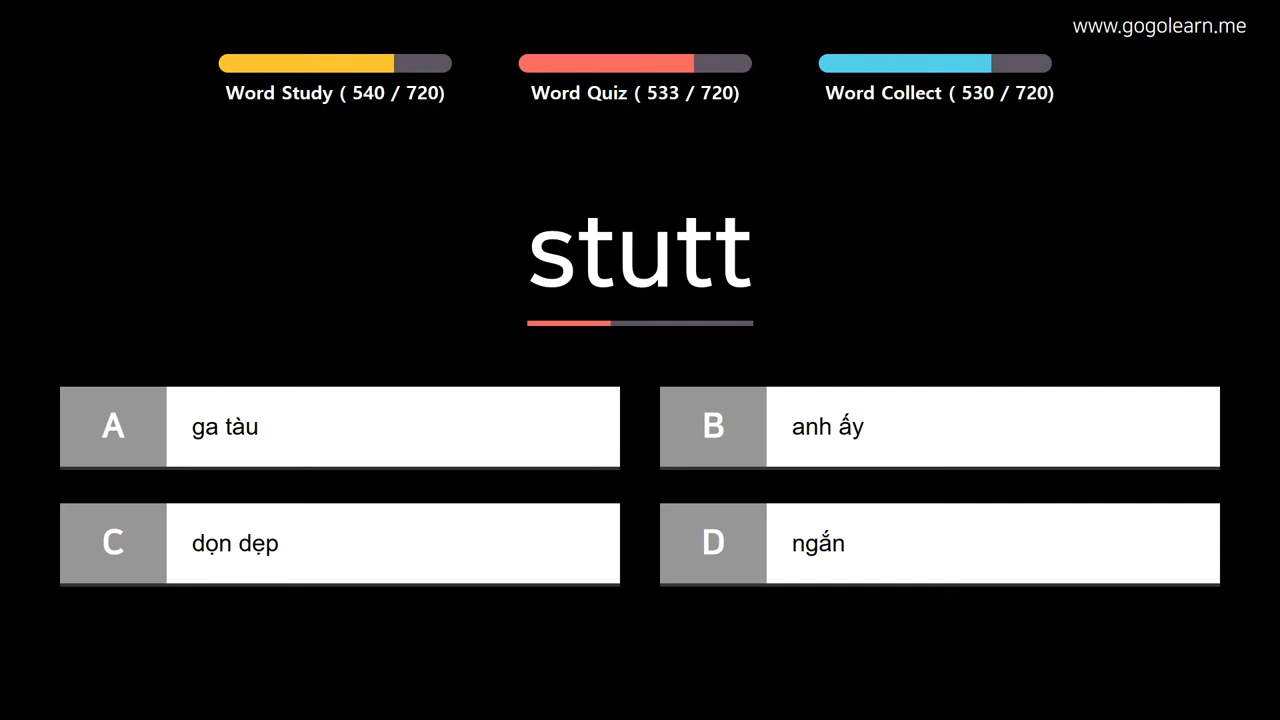 www.gogolearn.me
Word Study ( 540 / 720)
Word Quiz ( 533 / 720)
Word Collect ( 530 / 720)
stutt
A
ga tàu
B
anh ấy
C
dọn dẹp
D
ngắn